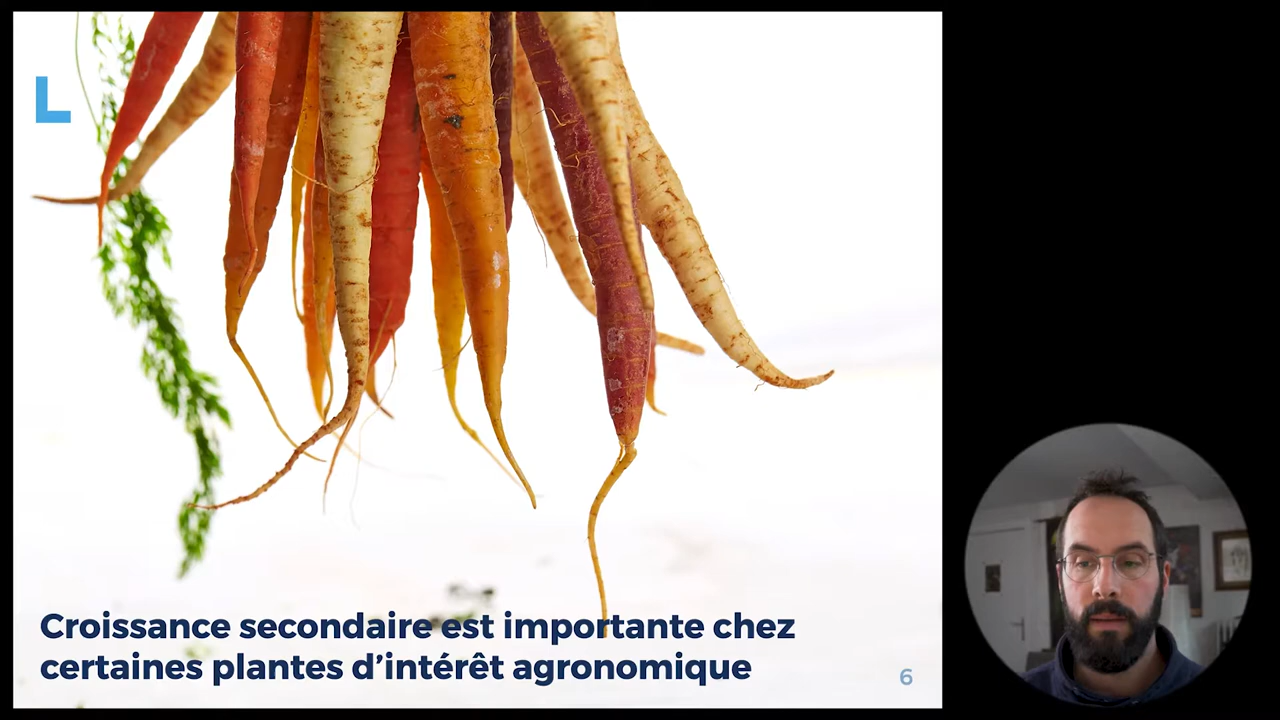 L
Croissance secondaire est importante chez
certaines plantes d’intérêt agronomique
6